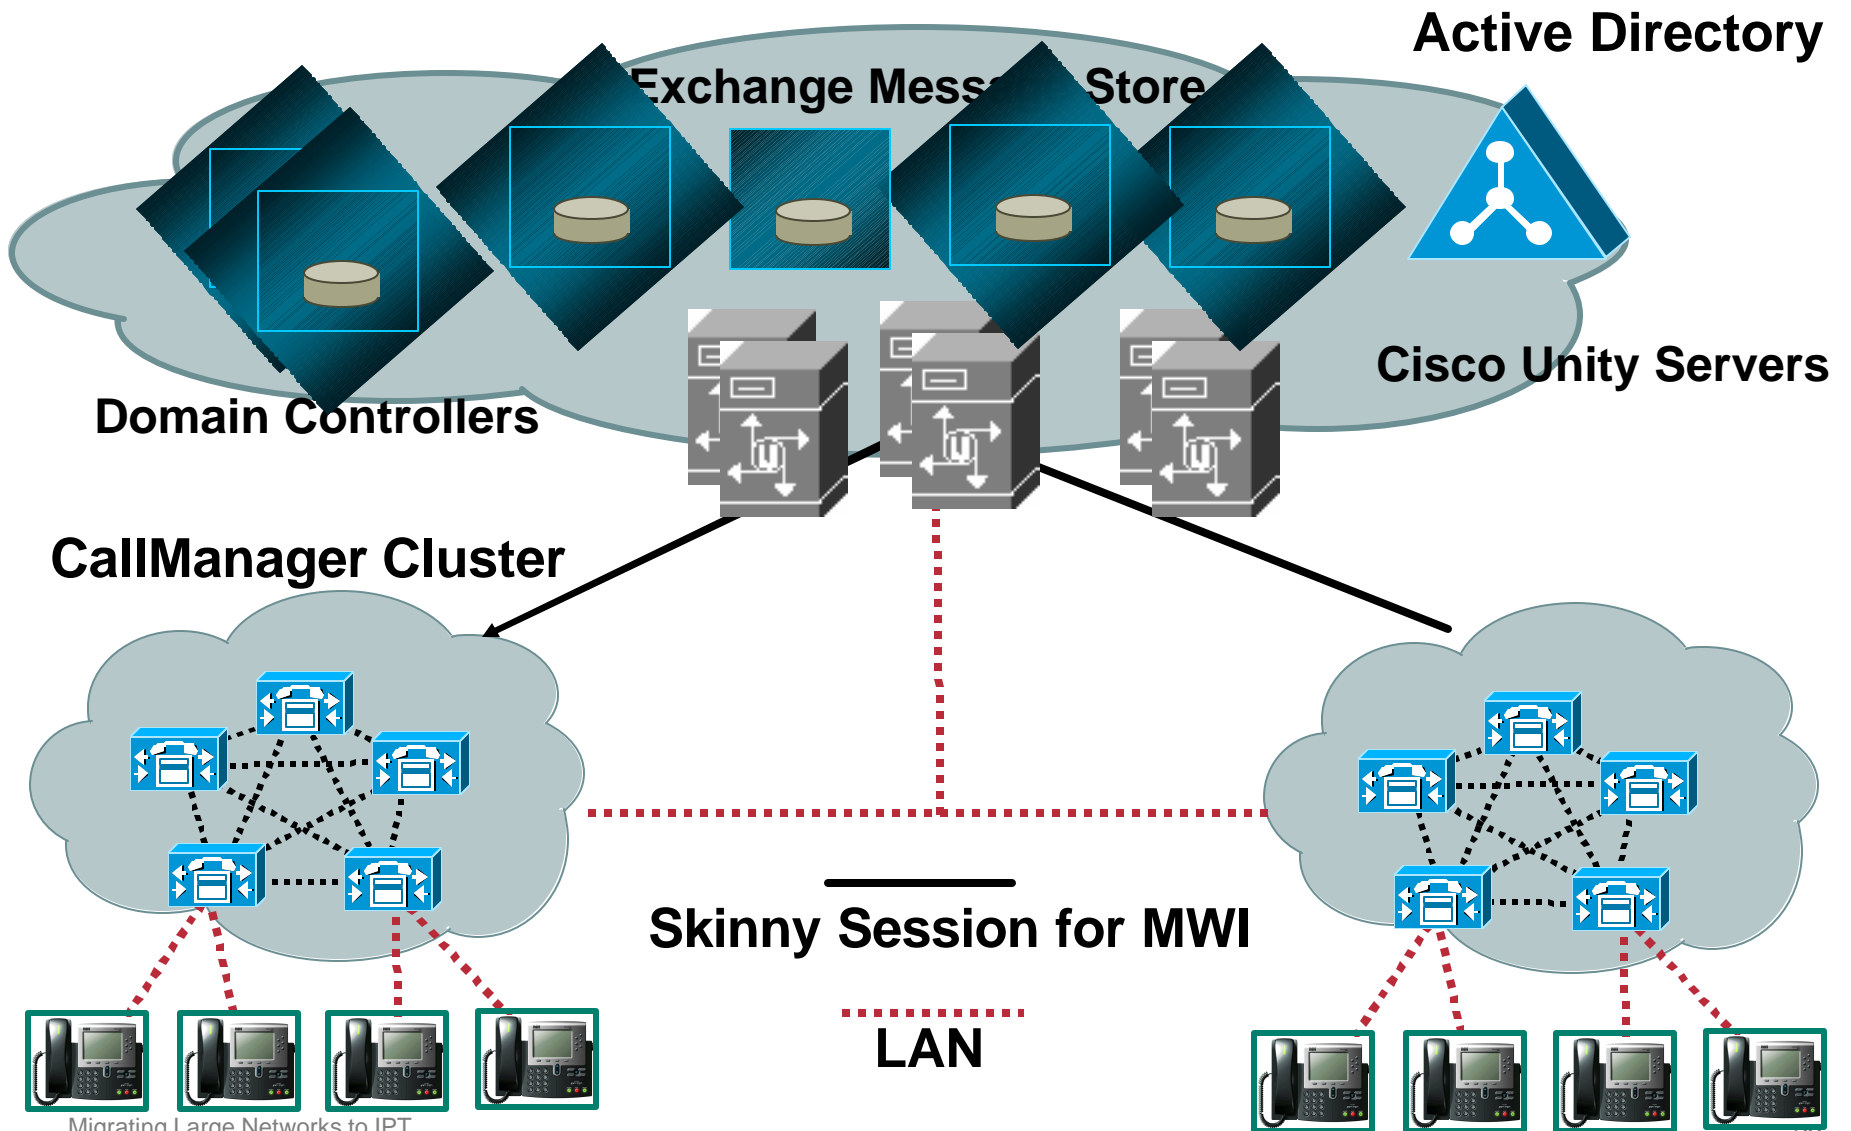 Active Directory
Exchange Message Store
Cisco Unity Servers
Domain Controllers
CallManager Cluster
Skinny Session for MWI
LAN
Migrating Large Networks to IPT